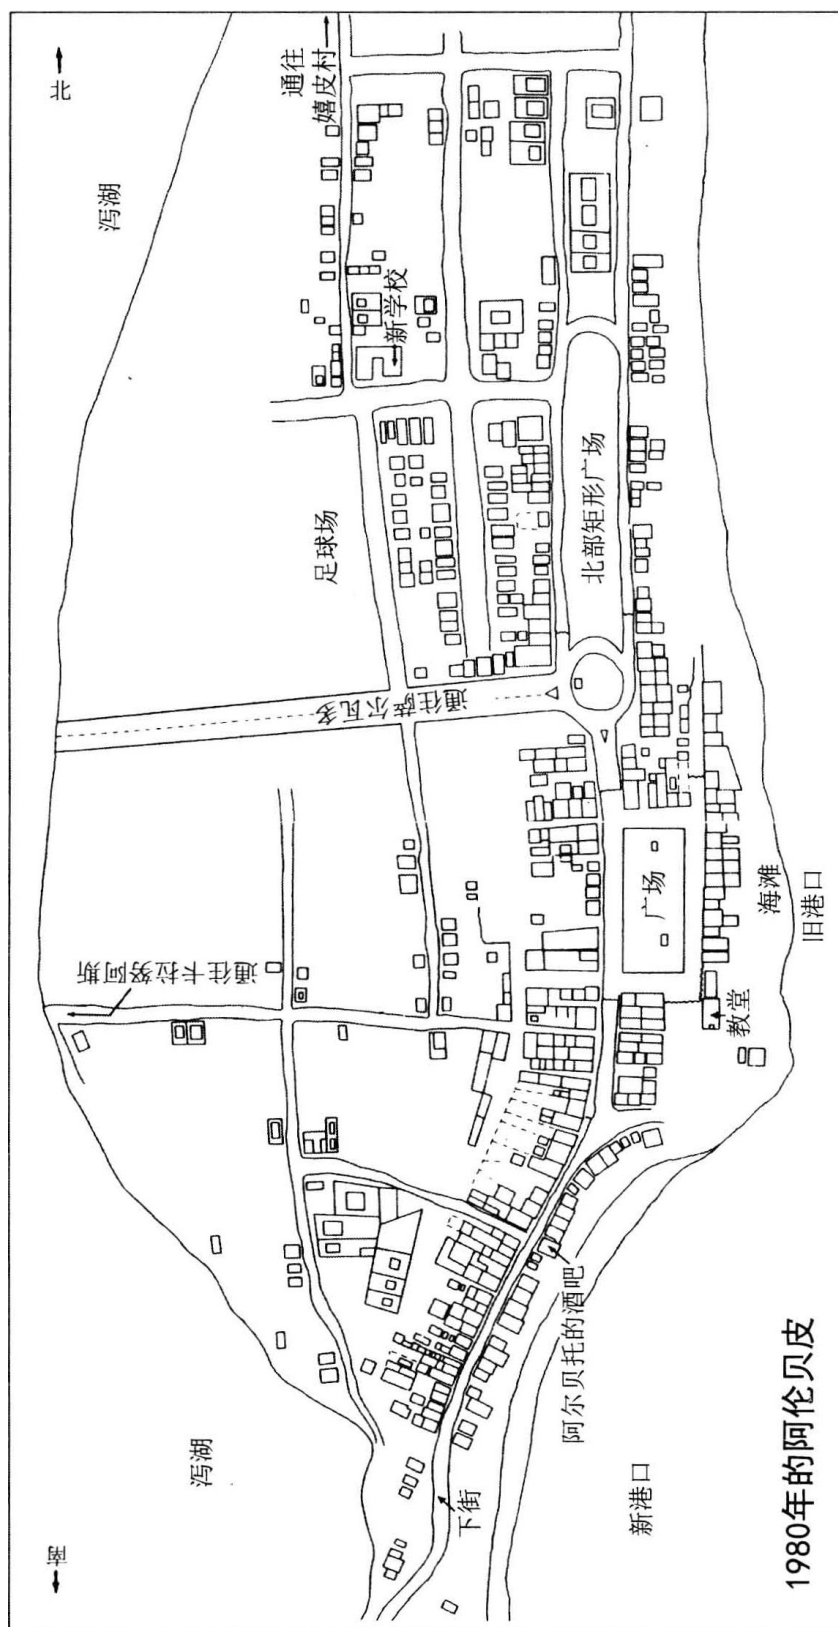 北
泻湖
通往
嬉皮村
新学校
足球场
北部矩形广场
通往萨尔瓦多
广场
海滩
旧港口
通往卡拉努阿斯
教堂
阿尔贝托的酒吧
泻湖
下街
新港口
南
1980年的阿伦贝皮